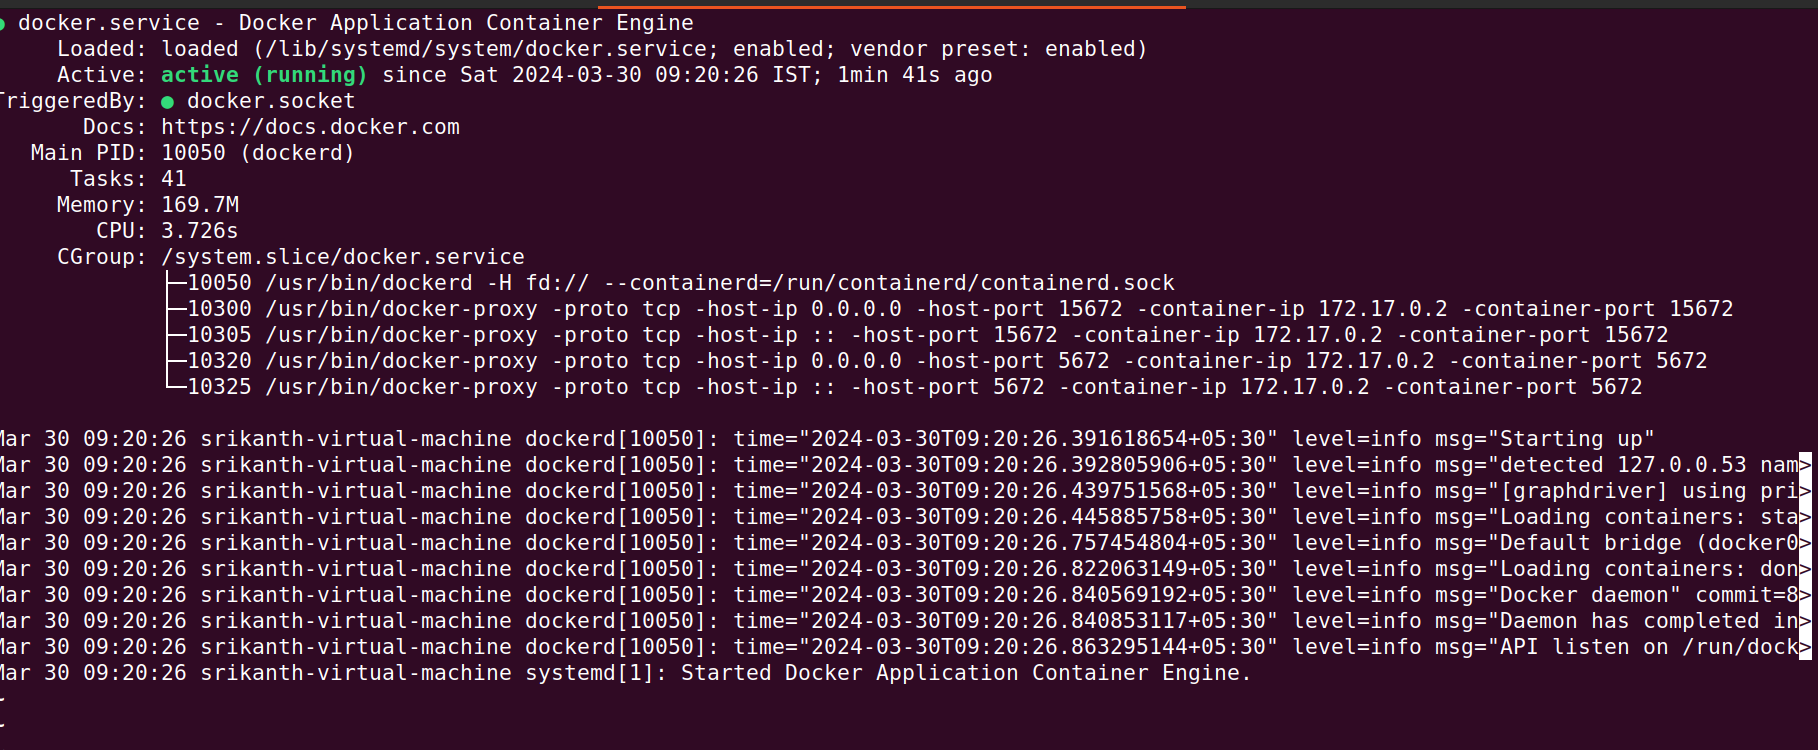 ● docker.service - Docker Application Container Engine
Loaded: loaded (/lib/systemd/system/docker.service; enabled; vendor preset: enabled)
Active: active (running) since Sat 2024-03-30 09:20:26 IST; 1min 41s ago
TriggeredBy: ● docker.socket
Docs: https://docs.docker.com
Main PID: 10050 (dockerd)
Tasks: 41
Memory: 169.7M
CPU: 3.726s
CGroup: /system.slice/docker.service
├─10050 /usr/bin/dockerd -H fd:// --containerd=/run/containerd/containerd.sock
├─10300 /usr/bin/docker-proxy -proto tcp -host-ip 0.0.0.0 -host-port 15672 -container-ip 172.17.0.2 -container-port 15672
├─10305 /usr/bin/docker-proxy -proto tcp -host-ip :: -host-port 15672 -container-ip 172.17.0.2 -container-port 15672
├─10320 /usr/bin/docker-proxy -proto tcp -host-ip 0.0.0.0 -host-port 5672 -container-ip 172.17.0.2 -container-port 5672
└─10325 /usr/bin/docker-proxy -proto tcp -host-ip :: -host-port 5672 -container-ip 172.17.0.2 -container-port 5672
Mar 30 09:20:26 srikanth-virtual-machine dockerd[10050]: time="2024-03-30T09:20:26.391618654+05:30" level=info msg="Starting up"
Mar 30 09:20:26 srikanth-virtual-machine dockerd[10050]: time="2024-03-30T09:20:26.392805906+05:30" level=info msg="detected 127.0.0.53 nam>
Mar 30 09:20:26 srikanth-virtual-machine dockerd[10050]: time="2024-03-30T09:20:26.439751568+05:30" level=info msg="[graphdriver] using pri>
Mar 30 09:20:26 srikanth-virtual-machine dockerd[10050]: time="2024-03-30T09:20:26.445885758+05:30" level=info msg="Loading containers: sta>
Mar 30 09:20:26 srikanth-virtual-machine dockerd[10050]: time="2024-03-30T09:20:26.757454804+05:30" level=info msg="Default bridge (docker0>
Mar 30 09:20:26 srikanth-virtual-machine dockerd[10050]: time="2024-03-30T09:20:26.822063149+05:30" level=info msg="Loading containers: don>
Mar 30 09:20:26 srikanth-virtual-machine dockerd[10050]: time="2024-03-30T09:20:26.840569192+05:30" level=info msg="Docker daemon" commit=8>
Mar 30 09:20:26 srikanth-virtual-machine dockerd[10050]: time="2024-03-30T09:20:26.840853117+05:30" level=info msg="Daemon has completed in>
Mar 30 09:20:26 srikanth-virtual-machine dockerd[10050]: time="2024-03-30T09:20:26.863295144+05:30" level=info msg="API listen on /run/dock>
Mar 30 09:20:26 srikanth-virtual-machine systemd[1]: Started Docker Application Container Engine.
~
~